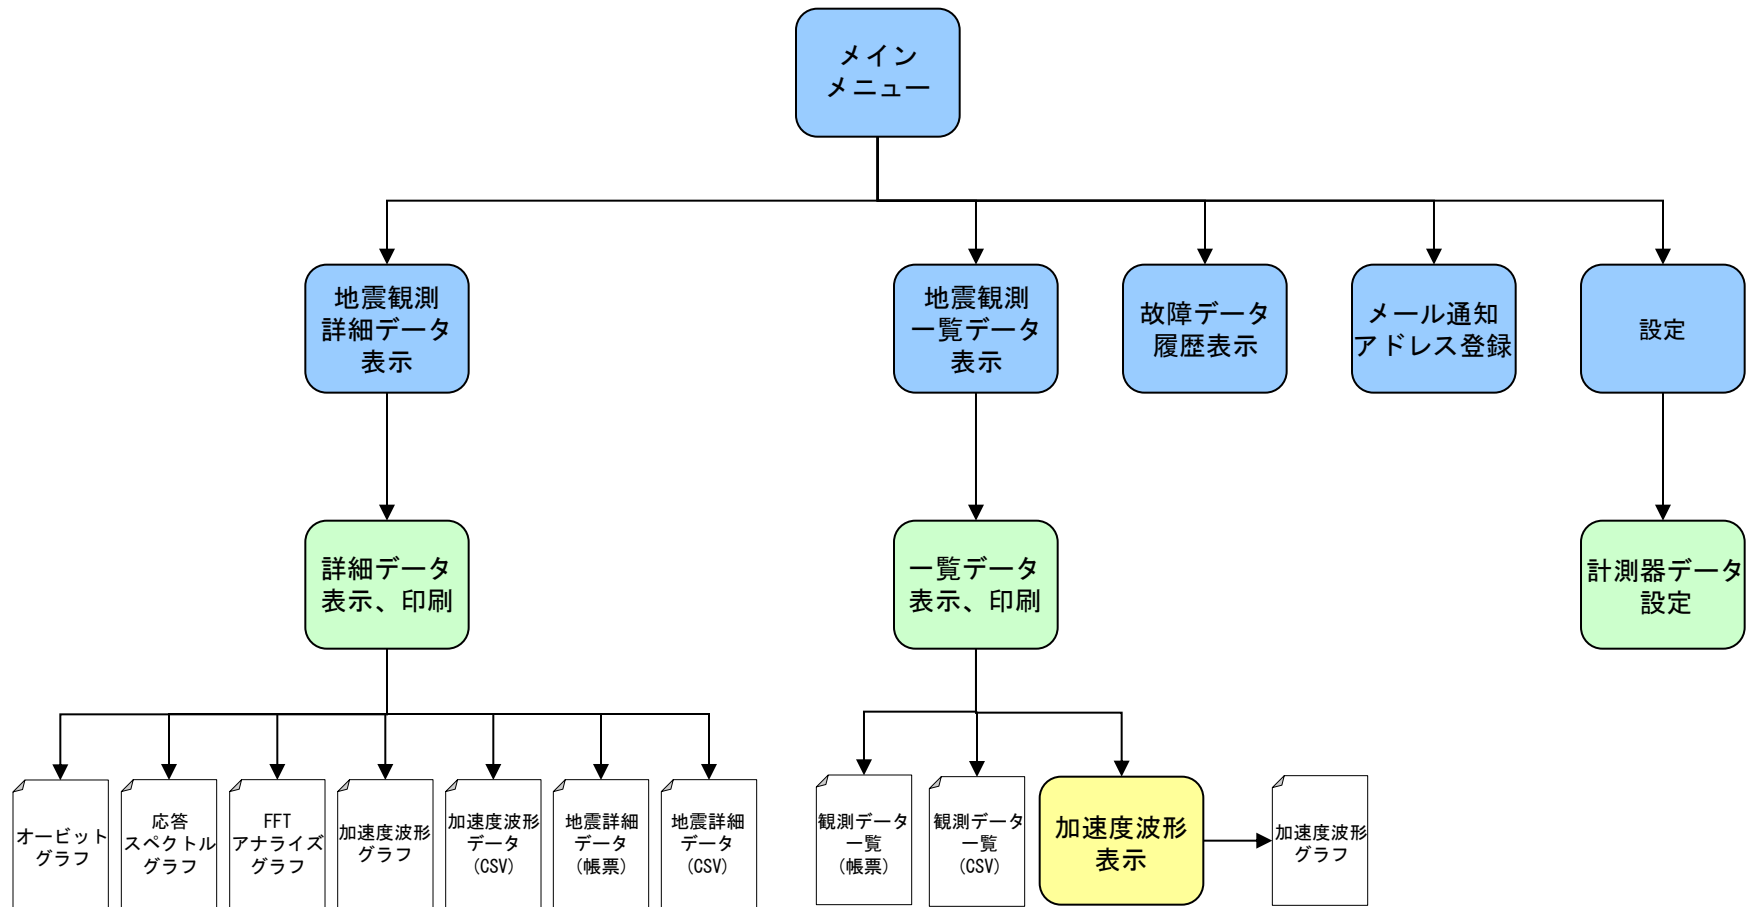 メイン
メニュー
地震観測
詳細データ
表示
地震観測
一覧データ
表示
故障データ
履歴表示
メール通知
アドレス登録
設定
詳細データ
表示、印刷
一覧データ
表示、印刷
計測器データ
設定
オービット
グラフ
応答
スペクトル
グラフ
FFT
アナライズ
グラフ
加速度波形
グラフ
加速度波形
データ
(CSV)
地震詳細
データ
(帳票)
地震詳細
データ
(CSV)
観測データ
一覧
(帳票)
観測データ
一覧
(CSV)
加速度波形
表示
加速度波形
グラフ